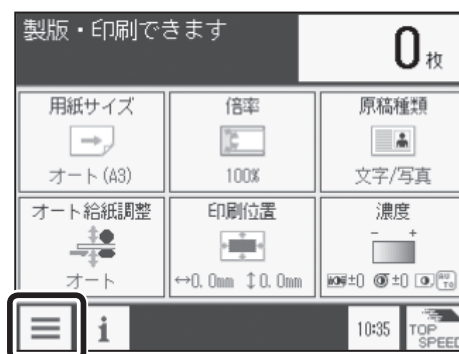 製版・印刷できます
0枚
用紙サイズ
オート(A3)
倍率
100%
原稿種類
文字/写真
オート給紙調整
オート
印刷位置
↔0.0mm ↕0.0mm
濃度
- +
±0 ±0 AUTO
i
10:35
TOP
SPEED